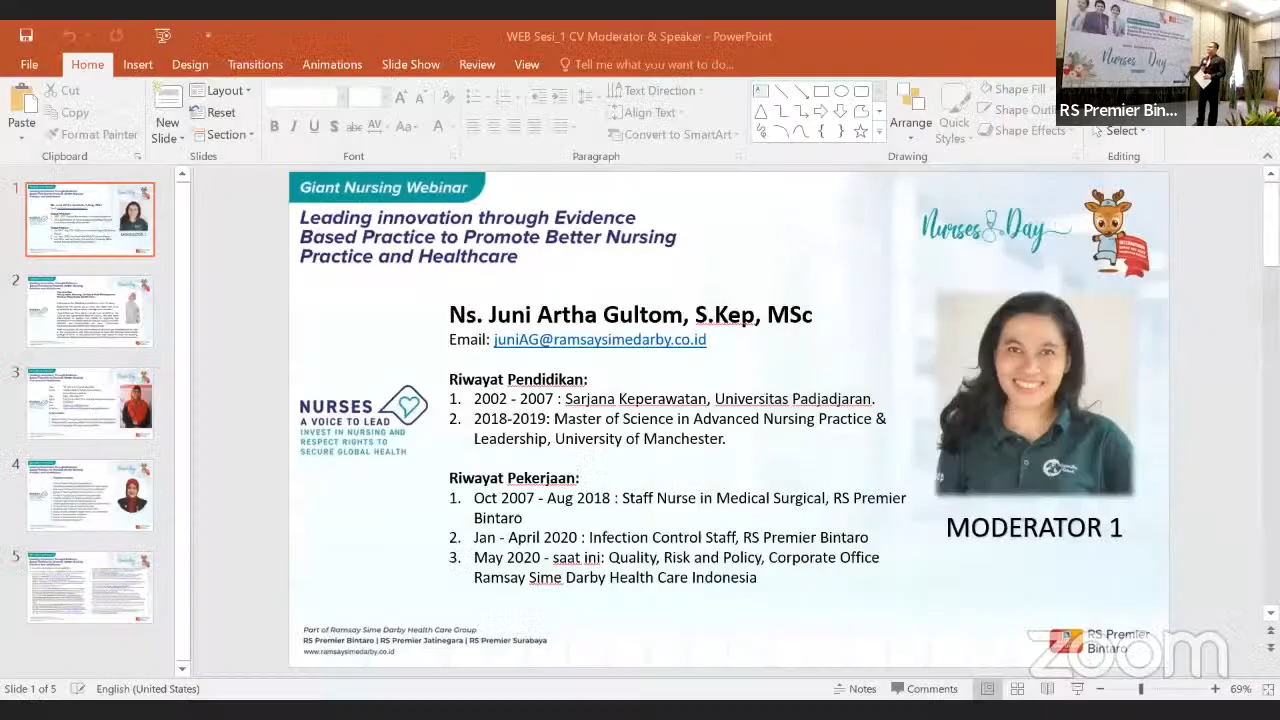 WEB Sesi_1 CV Moderator & Speaker - PowerPoint
File Home Insert Design Transitions Animations Slide Show Review View Tell me what you want to do...
Paste
Cut
Copy
Format Painter
Clipboard
New
Slide
Layout
Reset
Section
Slides
B I U S abc AV Aa A
Font
Text Direction
Align Text
Convert to SmartArt
Paragraph
Arrange
Quick
Styles
Shape Fill
Shape Effects
Drawing
Select
Editing
Nurses Day
RS Premier Bin...
1
2
3
4
5
Giant Nursing Webinar
Leading innovation through Evidence
Based Practice to Promote Better Nursing
Practice and Healthcare
Nurses Day
Ns. Juni Artha Gultom, S.Kep, MSc
Email: juniAG@ramsaysimedarby.co.id
Riwayat Pendidikan:
1. 2002 - 2007 : Sarjana Keperawatan, Universitas Padjadjaran.
2. 2018-2019: Master of Science in Advanced Nursing Practice &
Leadership, University of Manchester.
NURSES
A VOICE TO LEAD
INVEST IN NURSING AND
RESPECT RIGHTS TO
SECURE GLOBAL HEALTH
Riwayat Pekerjaan:
1. Oct 2007 - Aug 2018 : Staff Nurse in Medical Surgical, RS Premier
Bintaro
2. Jan - April 2020 : Infection Control Staff, RS Premier Bintaro
3. May 2020 - saat ini: Quality, Risk and Policy Corporate Office
Ramsay Sime Darby Health Care Indonesia
MODERATOR 1
Part of Ramsay Sime Darby Health Care Group
RS Premier Bintaro | RS Premier Jatinegara | RS Premier Surabaya
www.ramsaysimedarby.co.id
RS Premier
Bintaro
zoom
Slide 1 of 5 English (United States) Notes Comments 69%